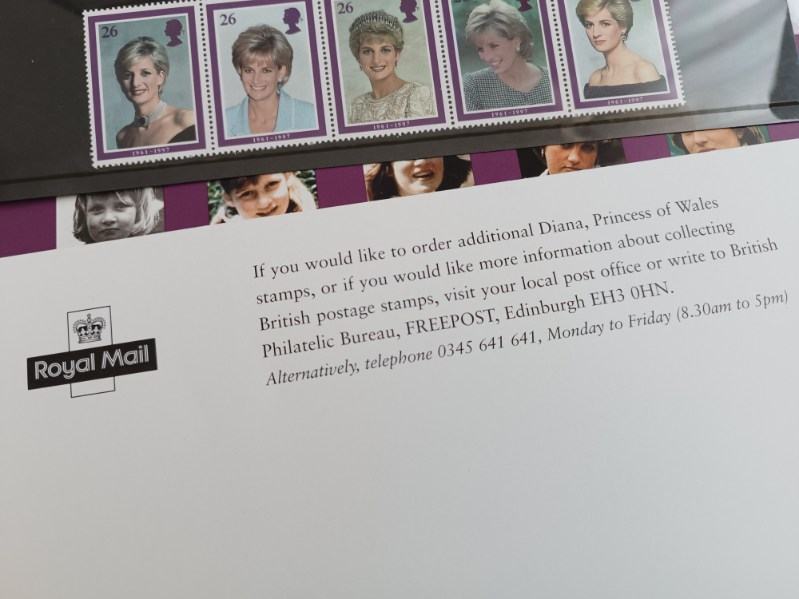 26
26
26
26
26
1961-1997
1961-1997
1961-1997
1961-1997
1961-1997
If you would like to order additional Diana, Princess of Wales
stamps, or if you would like more information about collecting
British postage stamps, visit your local post office or write to British
Philatelic Bureau, FREEPOST, Edinburgh EH3 0HN.
Alternatively, telephone 0345 641 641, Monday to Friday (8.30am to 5pm)
Royal Mail